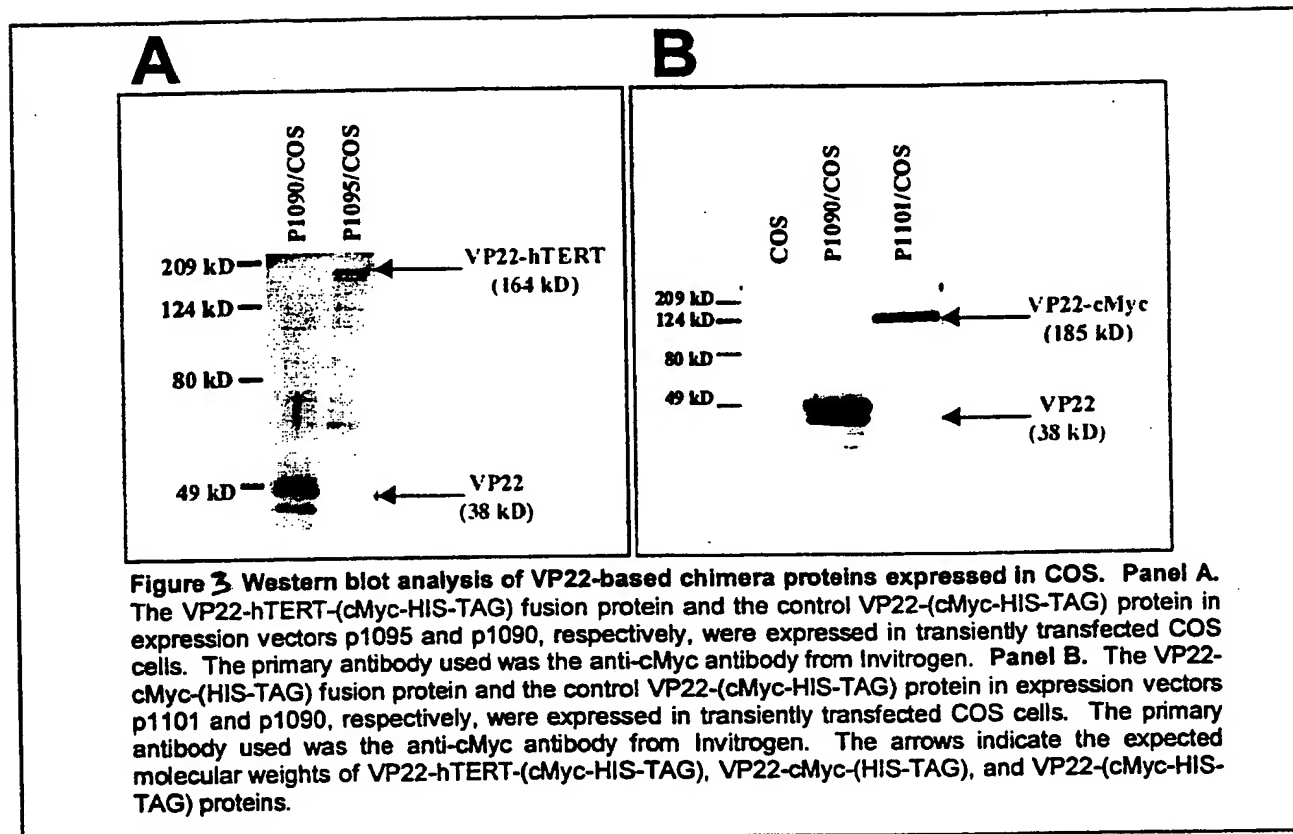 A
B
P1090/COS
P1095/COS
209 kD
124 kD
80 kD
49 kD
VP22-hTERT
(164 kD)
VP22
(38 kD)
COS
P1090/COS
P1101/COS
209 kD
124 kD
80 kD
49 kD
VP22-cMyc
(185 kD)
VP22
(38 kD)
Figure 3 Western blot analysis of VP22-based chimera proteins expressed in COS. Panel A.
The VP22-hTERT-(cMyc-HIS-TAG) fusion protein and the control VP22-(cMyc-HIS-TAG) protein in
expression vectors p1095 and p1090, respectively, were expressed in transiently transfected COS
cells. The primary antibody used was the anti-cMyc antibody from Invitrogen. Panel B. The VP22-
cMyc-(HIS-TAG) fusion protein and the control VP22-(cMyc-HIS-TAG) protein in expression vectors
p1101 and p1090, respectively, were expressed in transiently transfected COS cells. The primary
antibody used was the anti-cMyc antibody from Invitrogen. The arrows indicate the expected
molecular weights of VP22-hTERT-(cMyc-HIS-TAG), VP22-cMyc-(HIS-TAG), and VP22-(cMyc-HIS-
TAG) proteins.